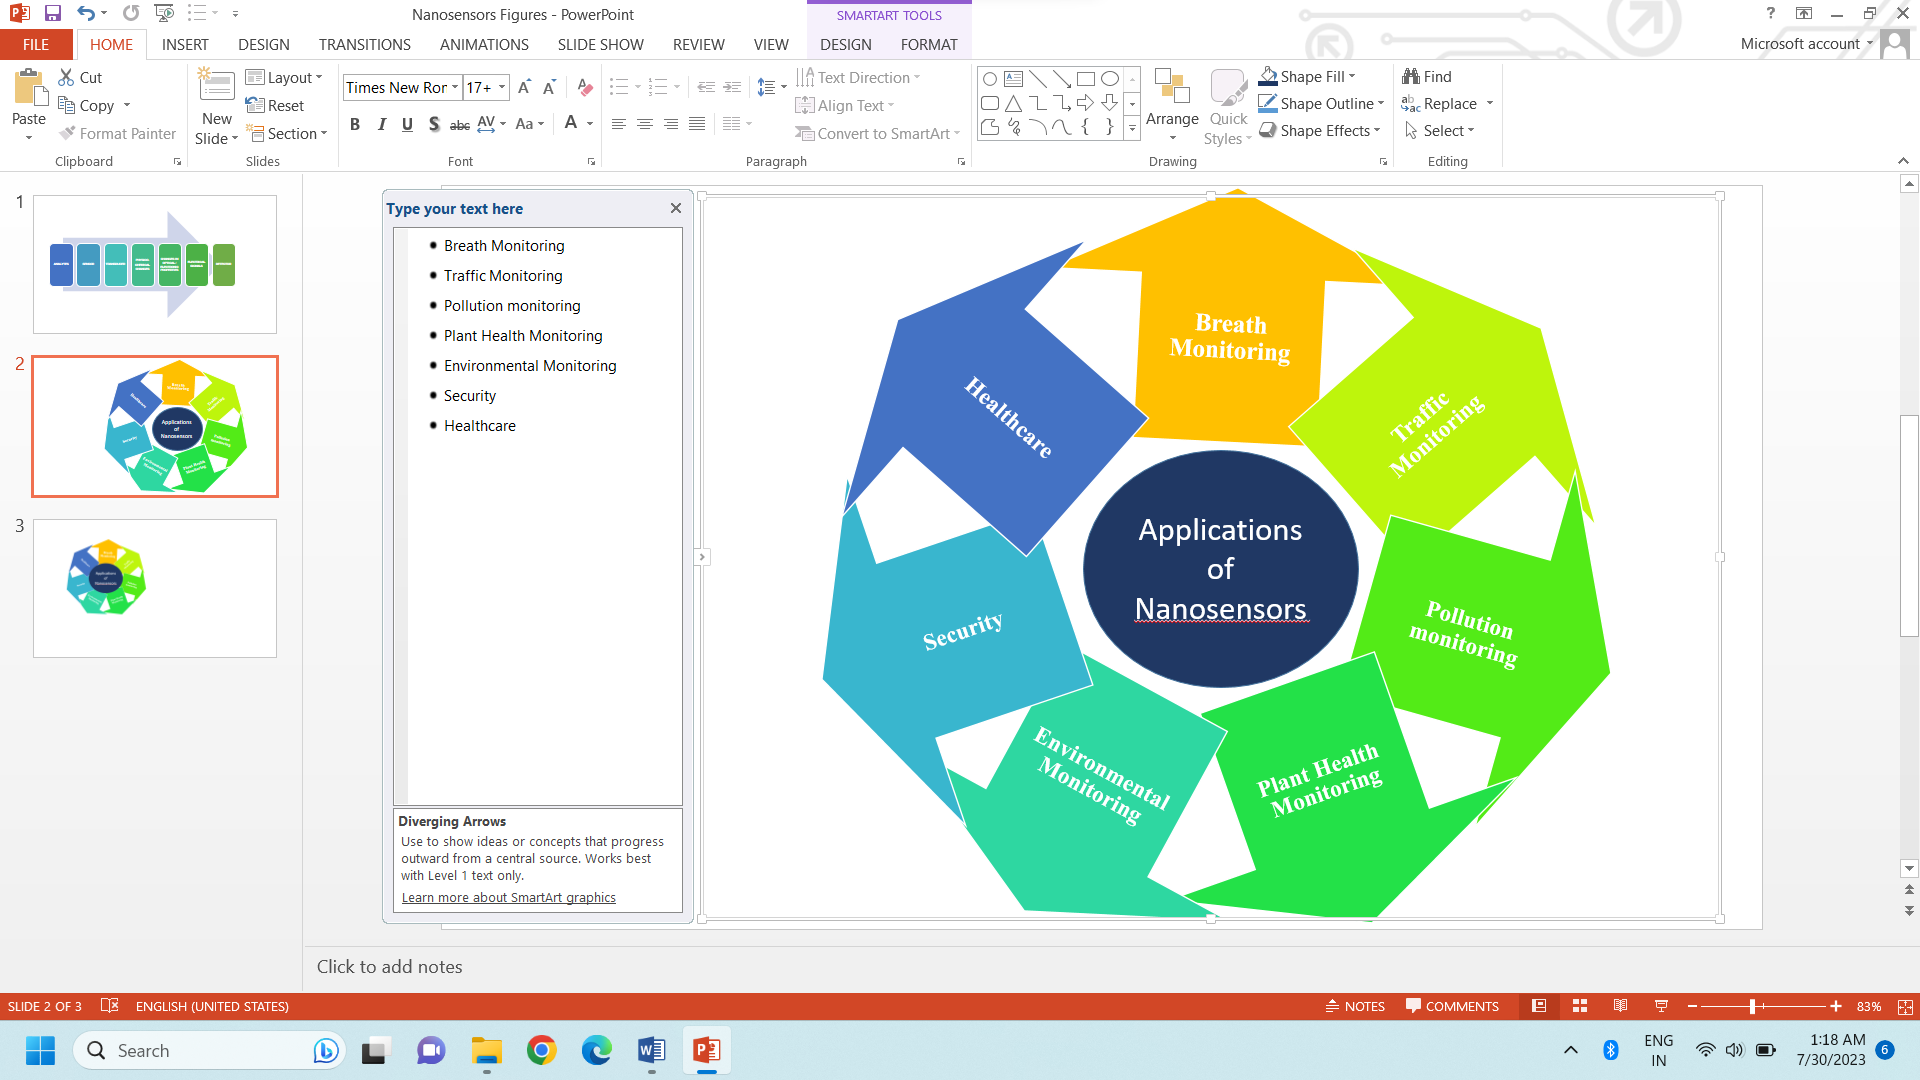 Nanosensors Figures - PowerPoint
SMARTART TOOLS
?
FILE
HOME
INSERT
DESIGN
TRANSITIONS
ANIMATIONS
SLIDE SHOW
REVIEW
VIEW
DESIGN
FORMAT
Microsoft account
Paste
Cut
Copy
Format Painter
Clipboard
New
Slide
Layout
Reset
Section
Slides
Times New Ror
17+
B I U S abc AV Aa A
Font
Text Direction
Align Text
Convert to SmartArt
Paragraph
Arrange
Quick
Styles
Shape Fill
Shape Outline
Shape Effects
Drawing
Find
Replace
Select
Editing
1
2
3
Type your text here
Breath Monitoring
Traffic Monitoring
Pollution monitoring
Plant Health Monitoring
Environmental Monitoring
Security
Healthcare
Diverging Arrows
Use to show ideas or concepts that progress
outward from a central source. Works best
with Level 1 text only.
Learn more about SmartArt graphics
Breath
Monitoring
Traffic
Monitoring
Pollution
monitoring
Plant Health
Monitoring
Environmental
Monitoring
Security
Healthcare
Applications
of
Nanosensors
Click to add notes
SLIDE 2 OF 3
ENGLISH (UNITED STATES)
NOTES
COMMENTS
83%
Search
ENG
IN
1:18 AM
7/30/2023
6